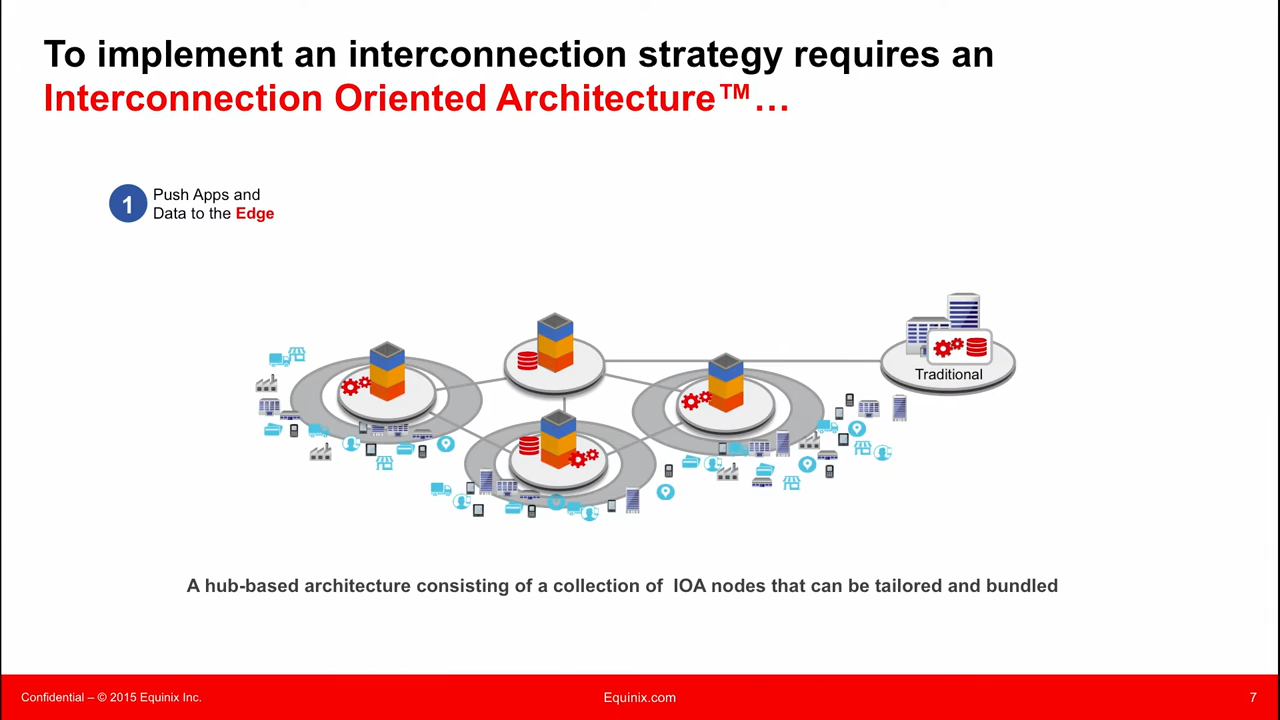 To implement an interconnection strategy requires an
Interconnection Oriented Architecture™…
1
Push Apps and
Data to the Edge
Traditional
A hub-based architecture consisting of a collection of IOA nodes that can be tailored and bundled
Confidential – © 2015 Equinix Inc.
Equinix.com
7